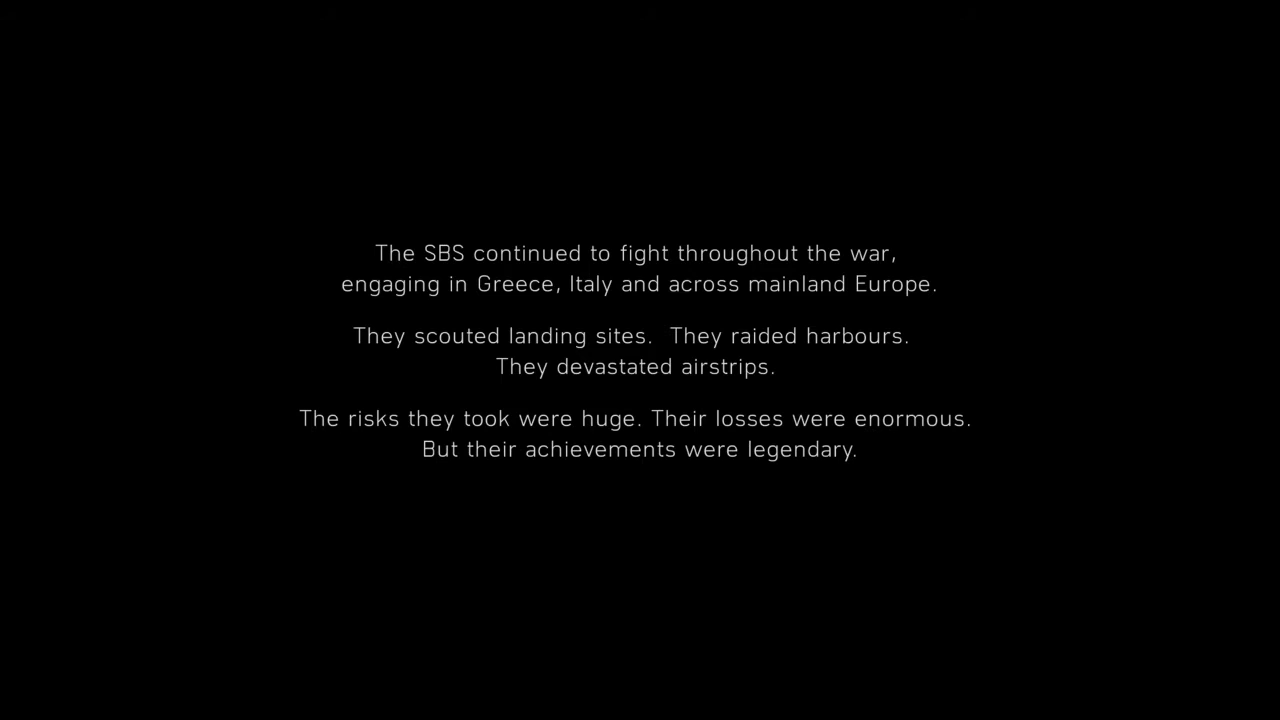 The SBS continued to fight throughout the war,
engaging in Greece, Italy and across mainland Europe.
They scouted landing sites.  They raided harbours.
They devastated airstrips.
The risks they took were huge. Their losses were enormous.
But their achievements were legendary.